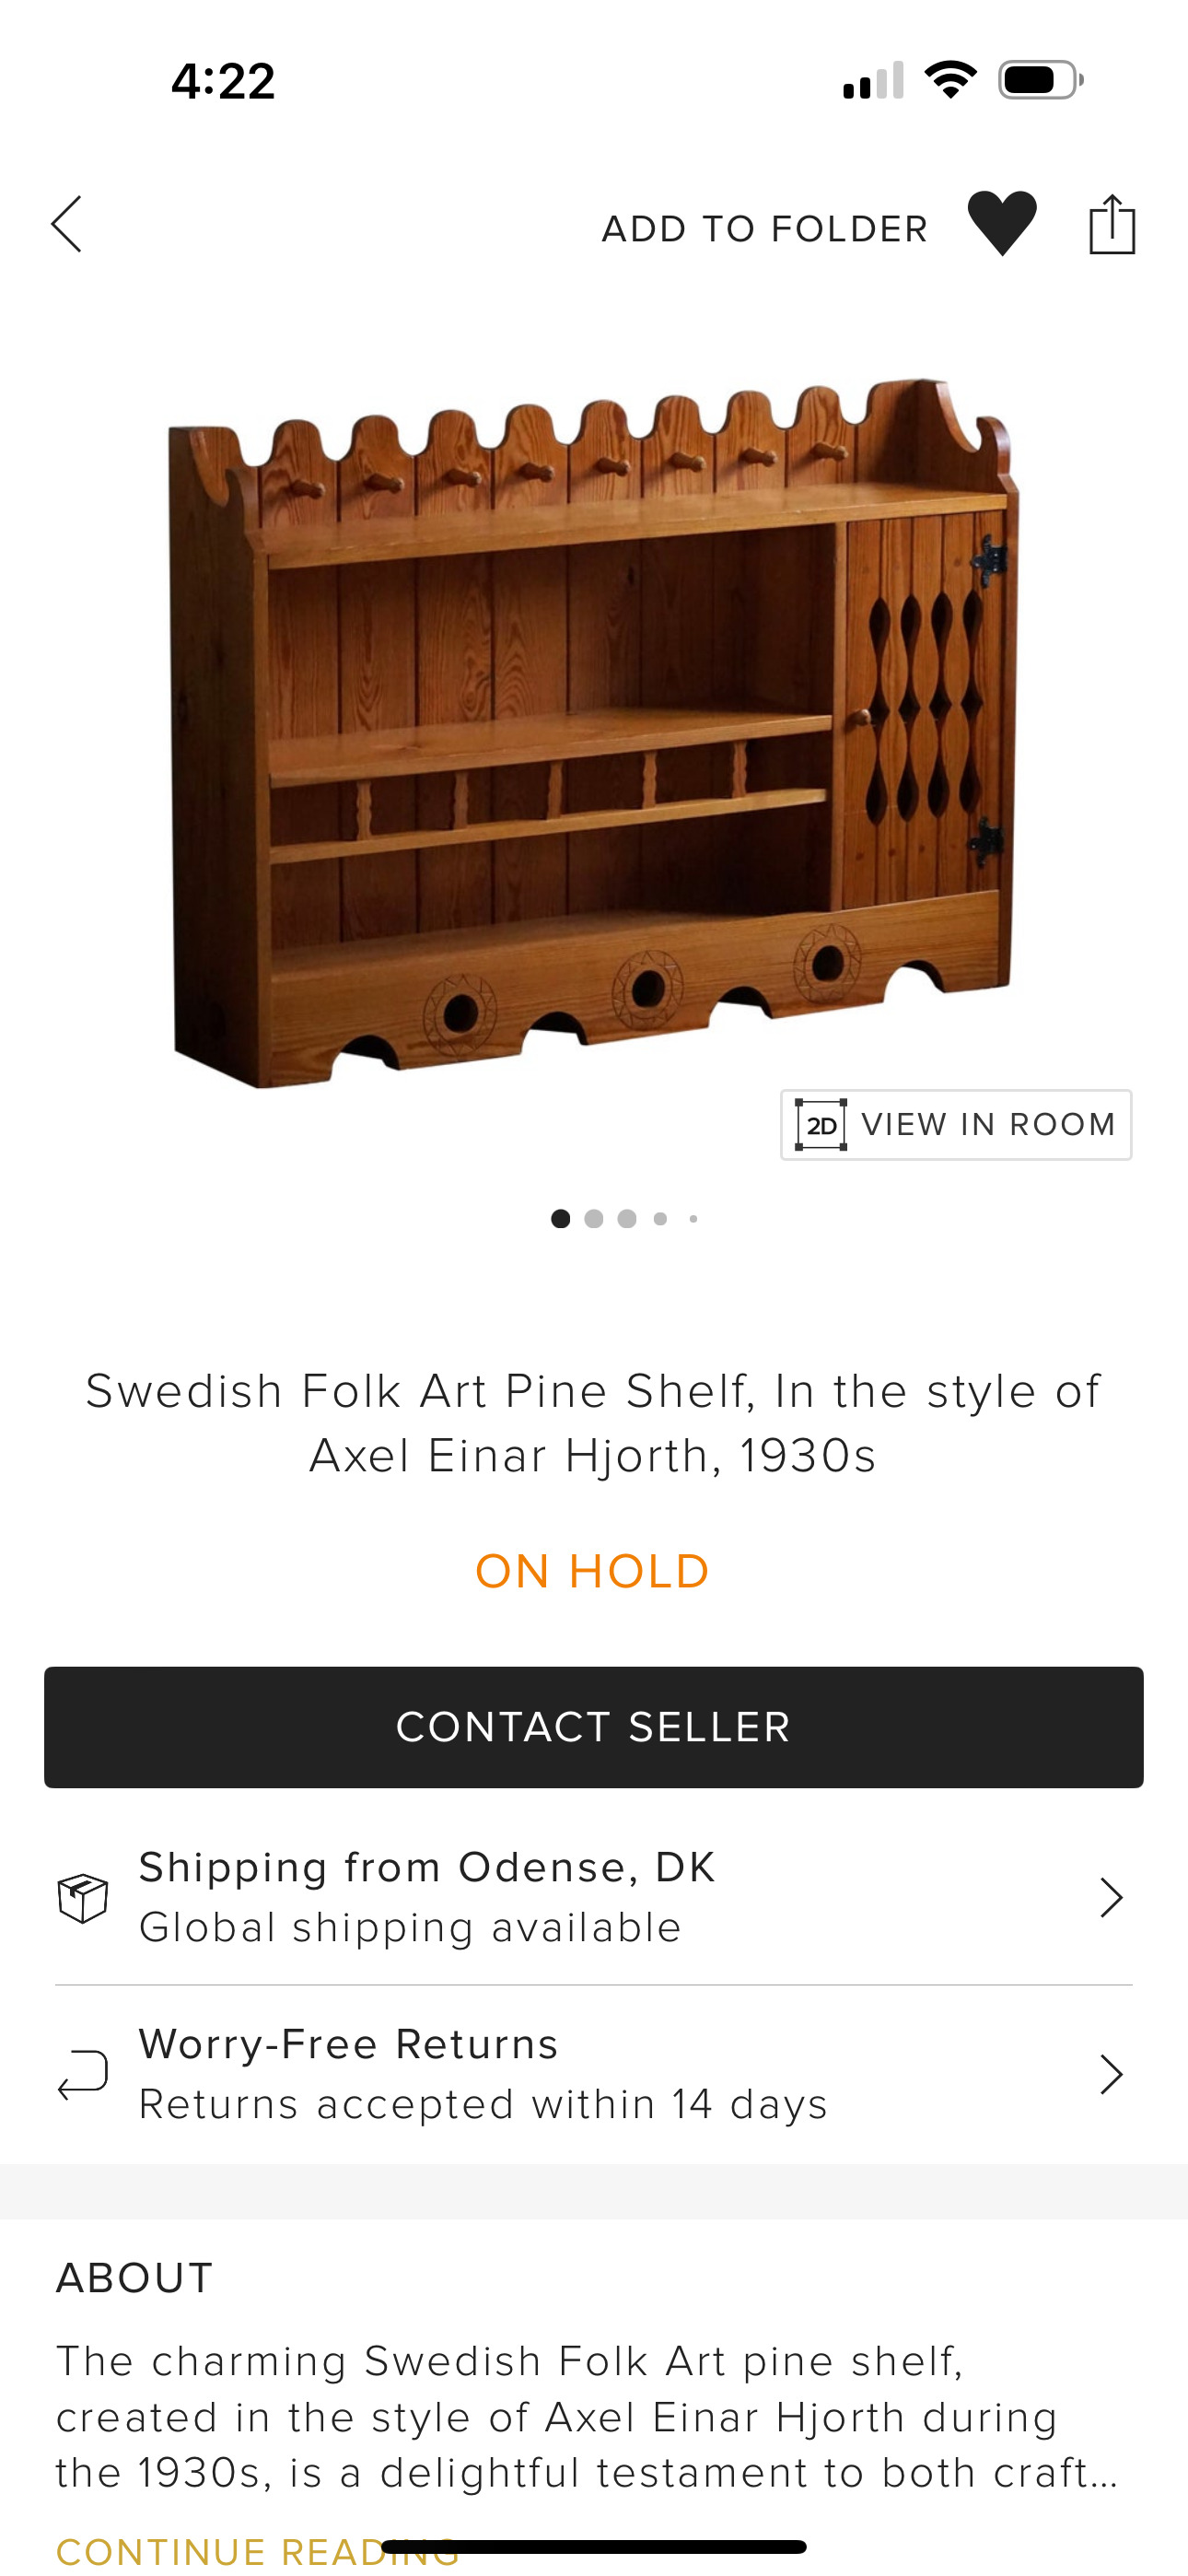 4:22
ADD TO FOLDER
2D VIEW IN ROOM
Swedish Folk Art Pine Shelf, In the style of
Axel Einar Hjorth, 1930s
ON HOLD
CONTACT SELLER
Shipping from Odense, DK
Global shipping available
Worry-Free Returns
Returns accepted within 14 days
ABOUT
The charming Swedish Folk Art pine shelf,
created in the style of Axel Einar Hjorth during
the 1930s, is a delightful testament to both craft...
CONTINUE READING